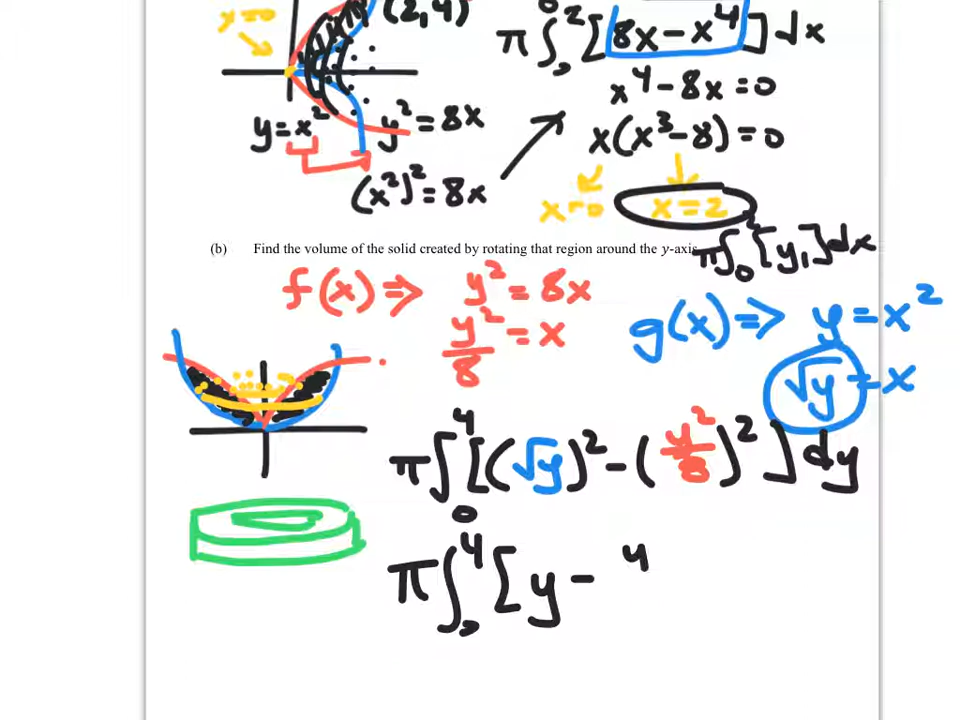 x=0
(2,4)
π∫₀² [8x − x⁴] dx
x⁴ − 8x = 0
y = x²
y² = 8x
x(x³ − 8) = 0
(x²)² = 8x
x=0
x = 2
(b) Find the volume of the solid created by rotating that region around the y-axis
π∫₀² [y₁] dx
f(x) ⇒ y² = 8x
y²/8 = x
g(x) ⇒ y = x²
√y = x
π∫₀⁴ [(√y)² − (y²/8)²] dy
π∫₀⁴ [y − 4